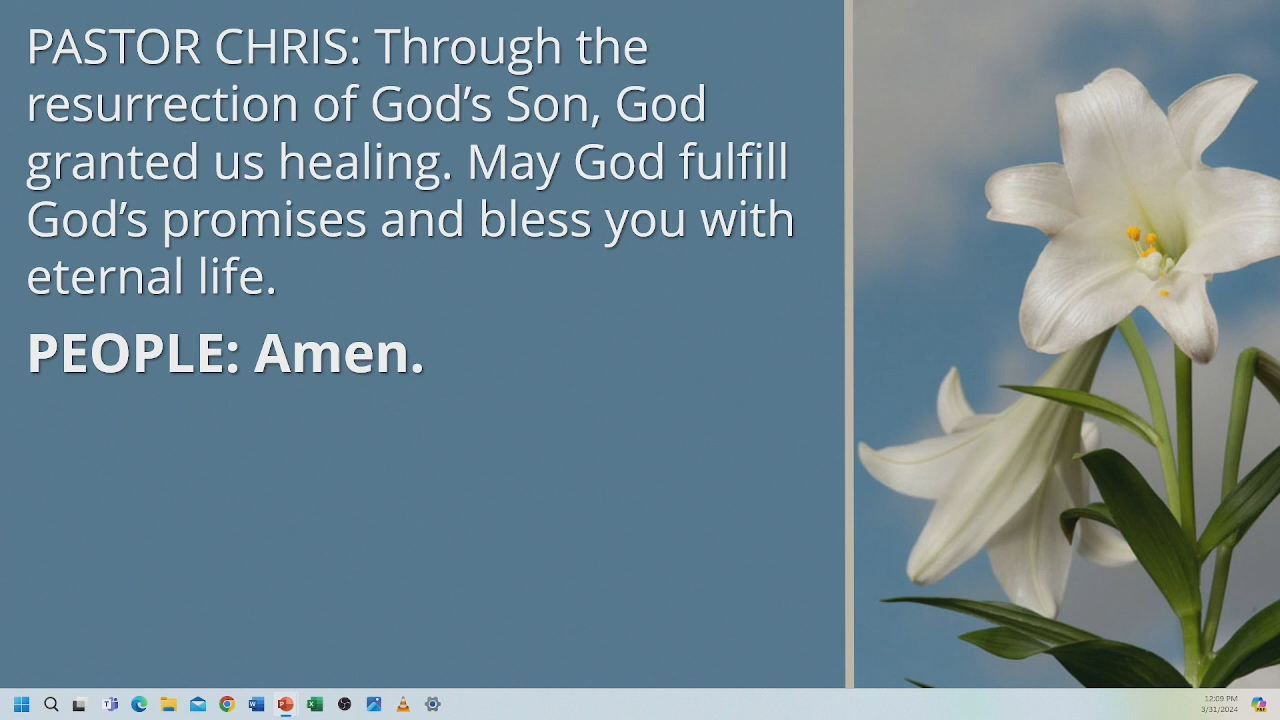 PASTOR CHRIS: Through the
resurrection of God’s Son, God
granted us healing. May God fulfill
God’s promises and bless you with
eternal life.
PEOPLE: Amen.
12:09 PM
3/31/2024